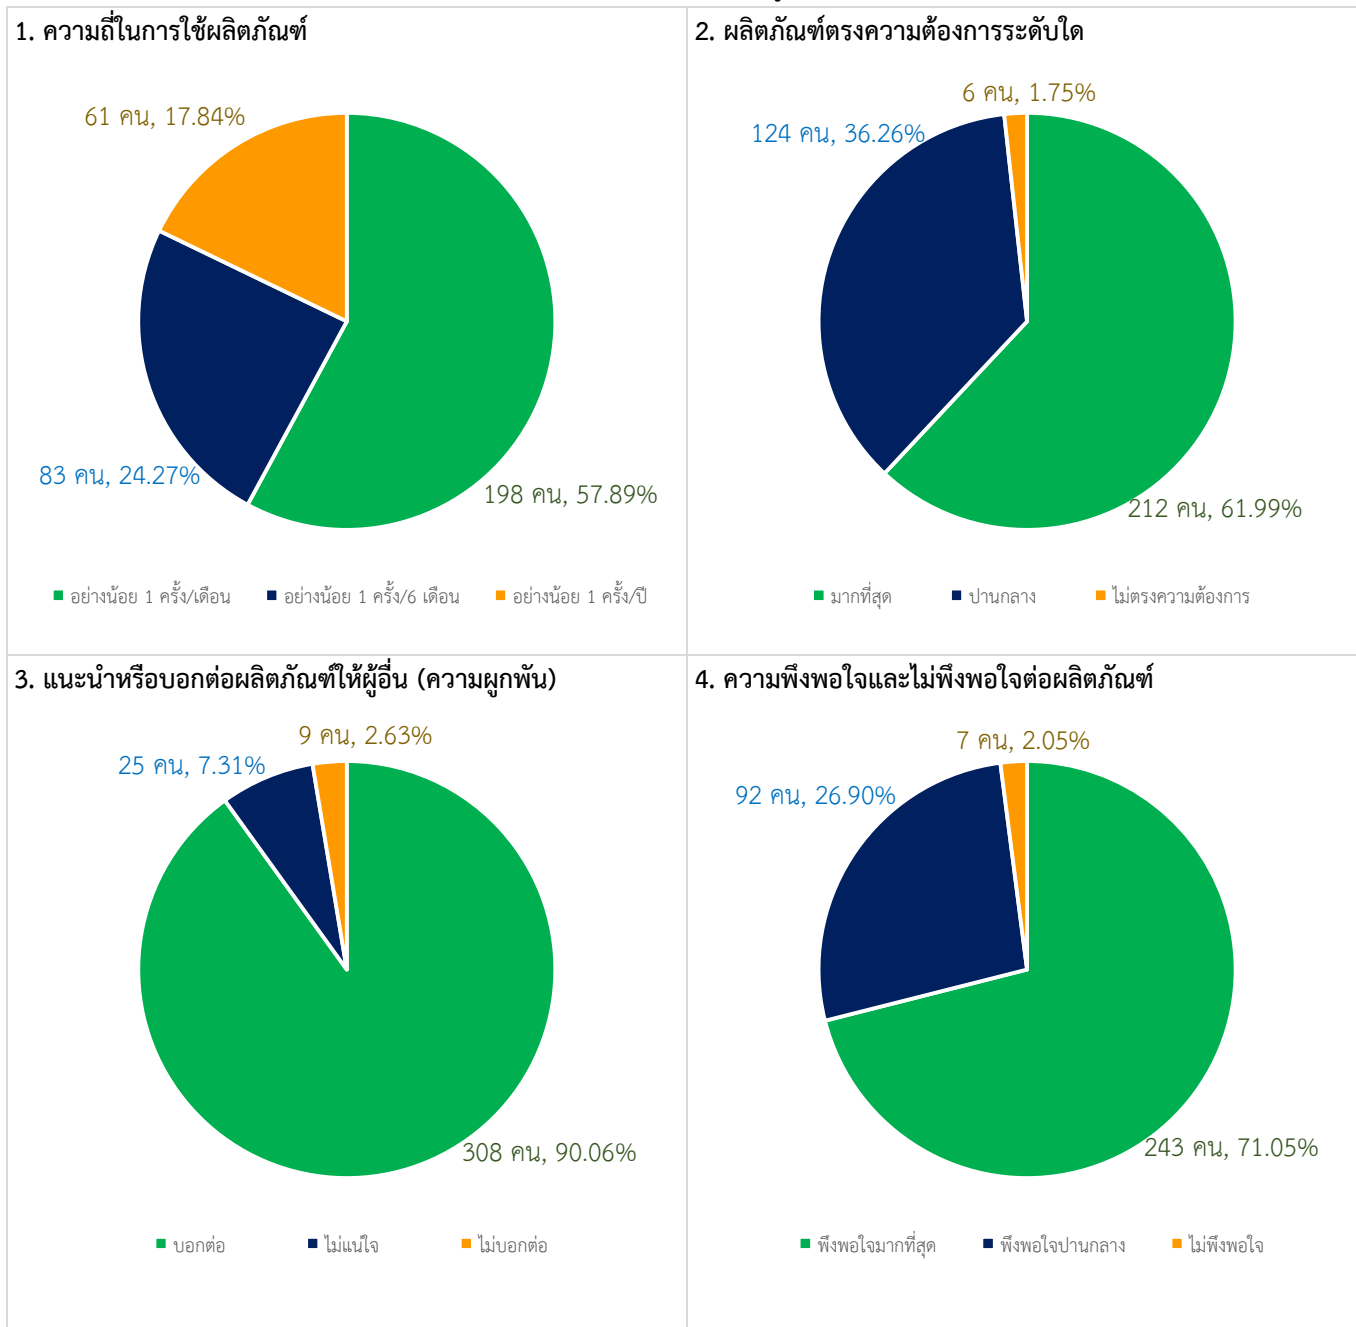 1. ความถี่ในการใช้ผลิตภัณฑ์
61 คน, 17.84%
83 คน, 24.27%
198 คน, 57.89%
อย่างน้อย 1 ครั้ง/เดือน อย่างน้อย 1 ครั้ง/6 เดือน อย่างน้อย 1 ครั้ง/ปี
2. ผลิตภัณฑ์ตรงความต้องการระดับใด
6 คน, 1.75%
124 คน, 36.26%
212 คน, 61.99%
มากที่สุด ปานกลาง ไม่ตรงความต้องการ
3. แนะนำหรือบอกต่อผลิตภัณฑ์ให้ผู้อื่น (ความผูกพัน)
9 คน, 2.63%
25 คน, 7.31%
308 คน, 90.06%
บอกต่อ ไม่แน่ใจ ไม่บอกต่อ
4. ความพึงพอใจและไม่พึงพอใจต่อผลิตภัณฑ์
7 คน, 2.05%
92 คน, 26.90%
243 คน, 71.05%
พึงพอใจมากที่สุด พึงพอใจปานกลาง ไม่พึงพอใจ